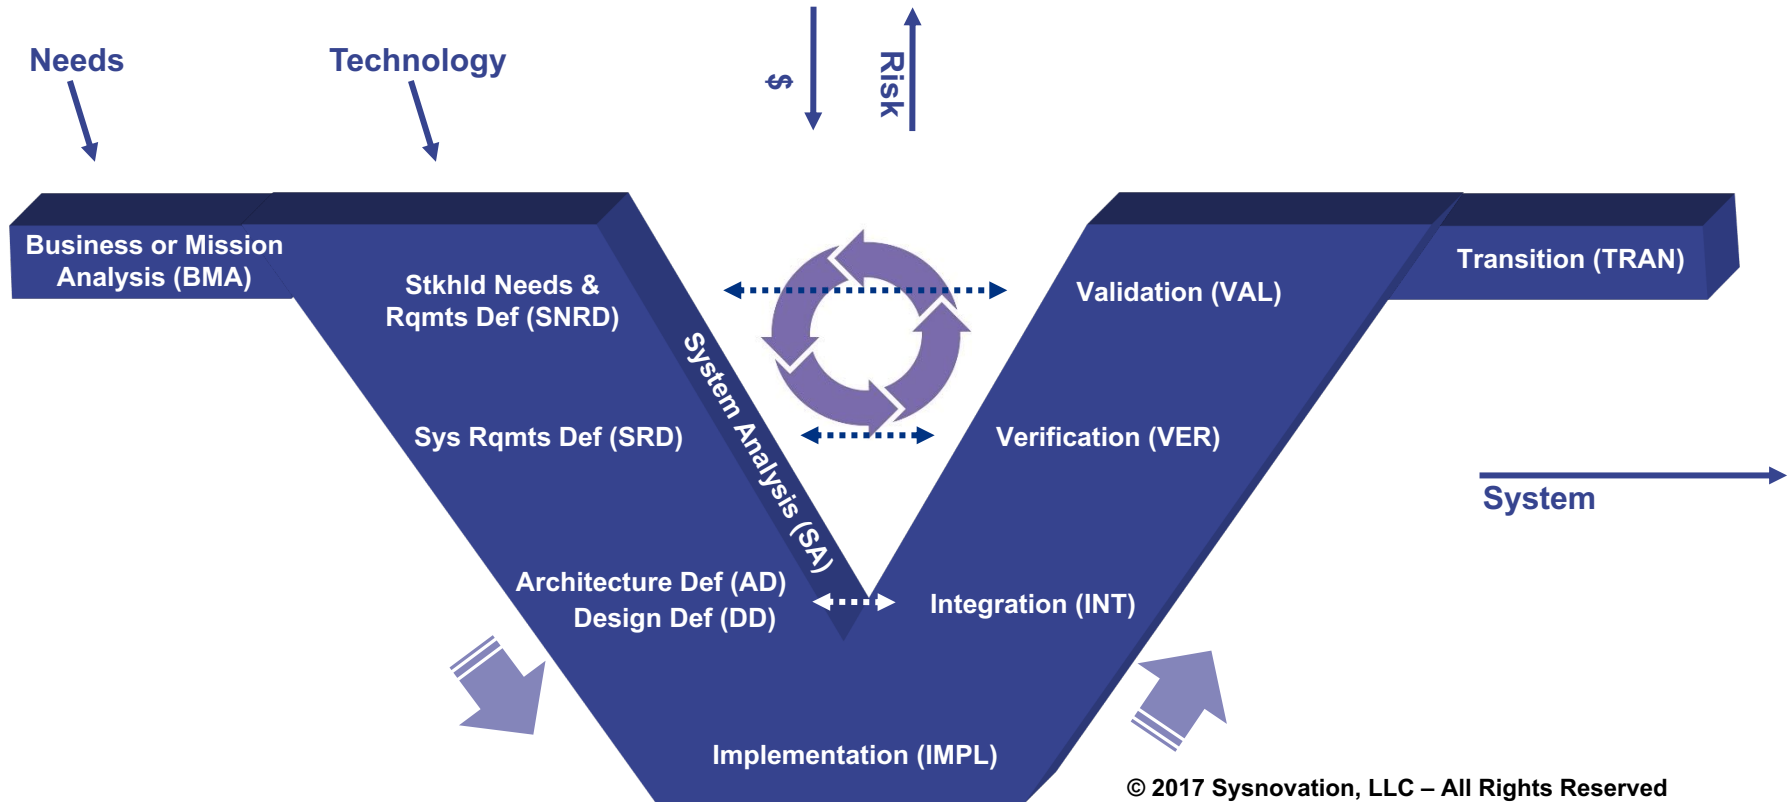 Needs
Technology
$
Risk
Business or Mission
Analysis (BMA)
Stkhld Needs &
Rqmts Def (SNRD)
System Analysis (SA)
Validation (VAL)
Transition (TRAN)
Sys Rqmts Def (SRD)
Verification (VER)
System
Architecture Def (AD)
Design Def (DD)
Integration (INT)
Implementation (IMPL)
© 2017 Sysnovation, LLC – All Rights Reserved